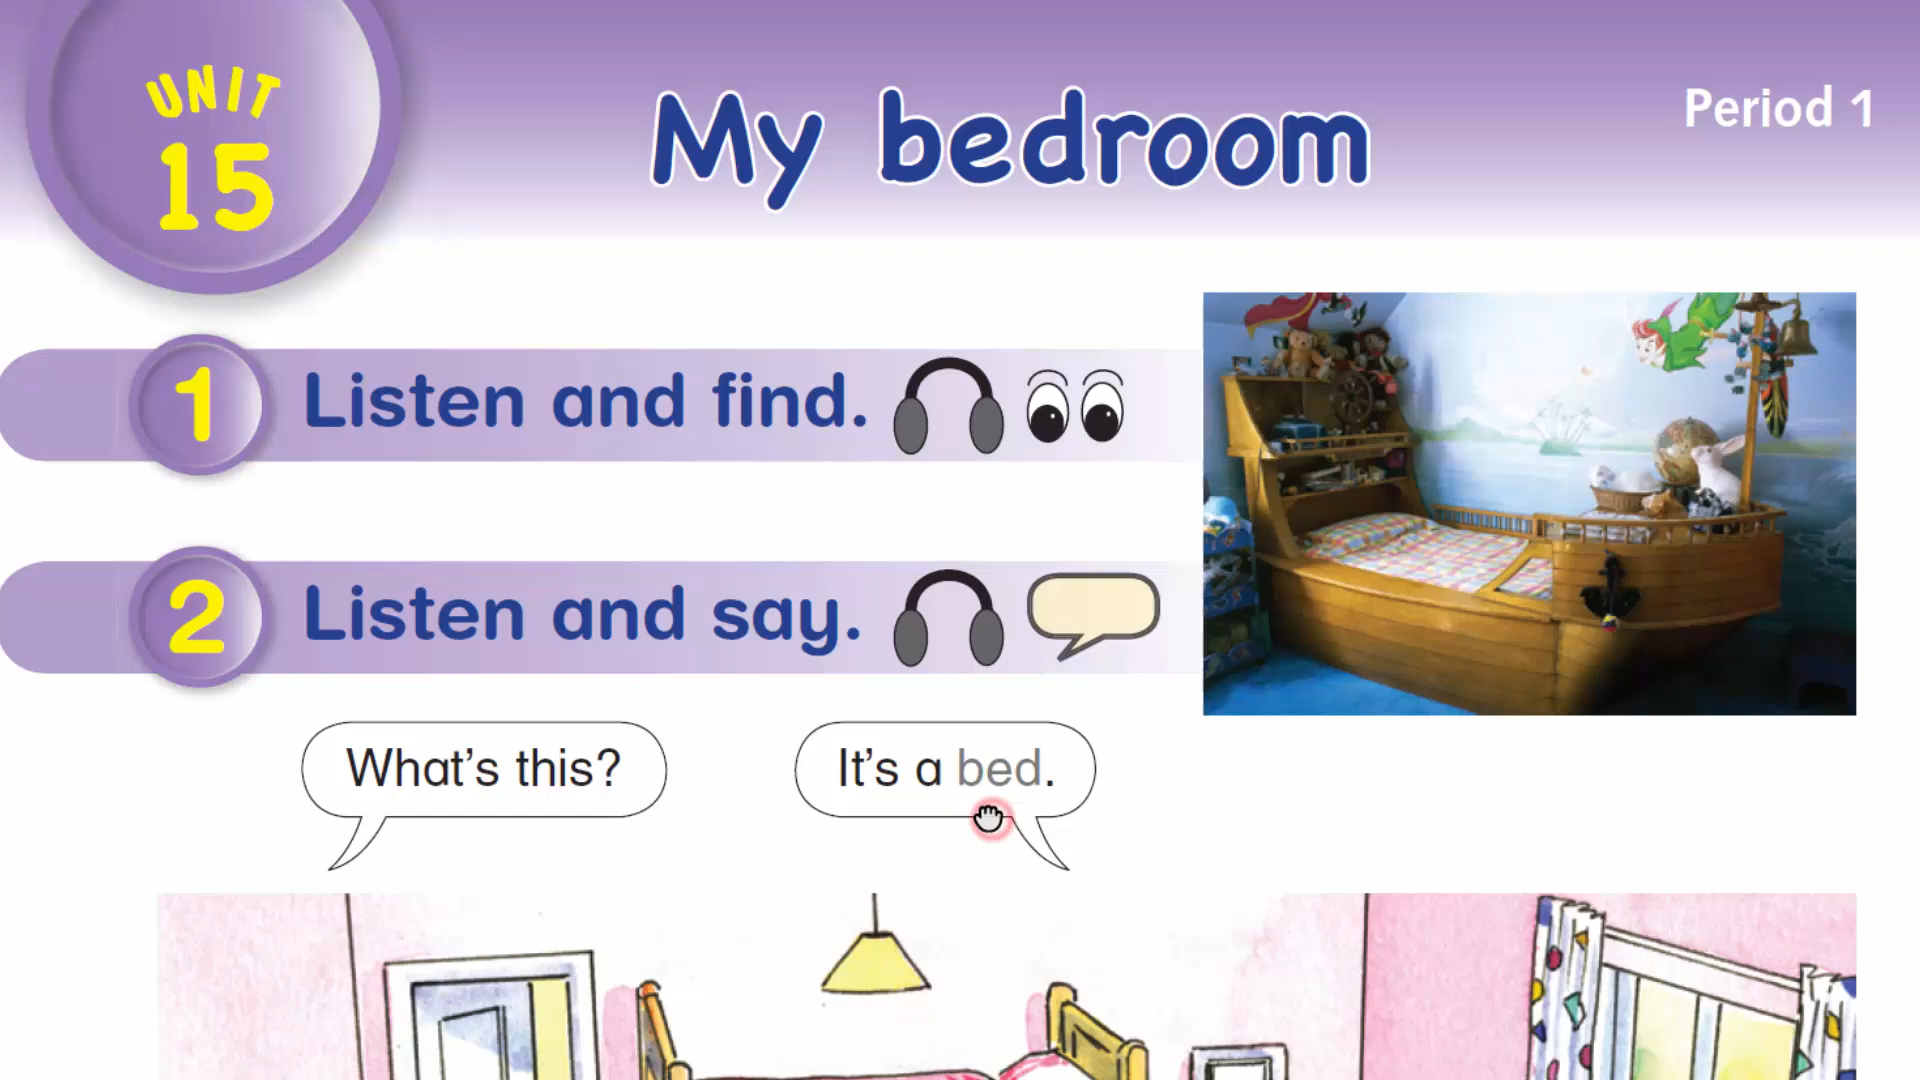 UNIT
15
My bedroom
Period 1
1 Listen and find.
2 Listen and say.
What's this?
It's a bed.